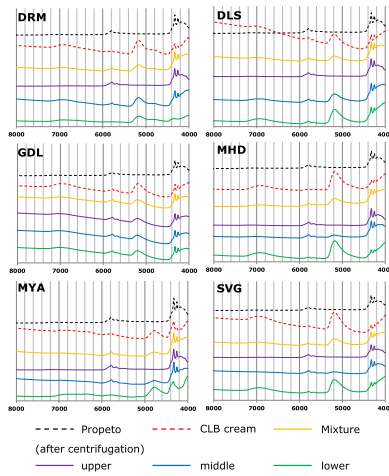 DRM
DLS
8000 7000 6000 5000 4000
8000 7000 6000 5000 4000
GDL
MHD
8000 7000 6000 5000 4000
8000 7000 6000 5000 4000
MYA
SVG
8000 7000 6000 5000 4000
8000 7000 6000 5000 4000
Propeto CLB cream Mixture
(after centrifugation)
upper middle lower